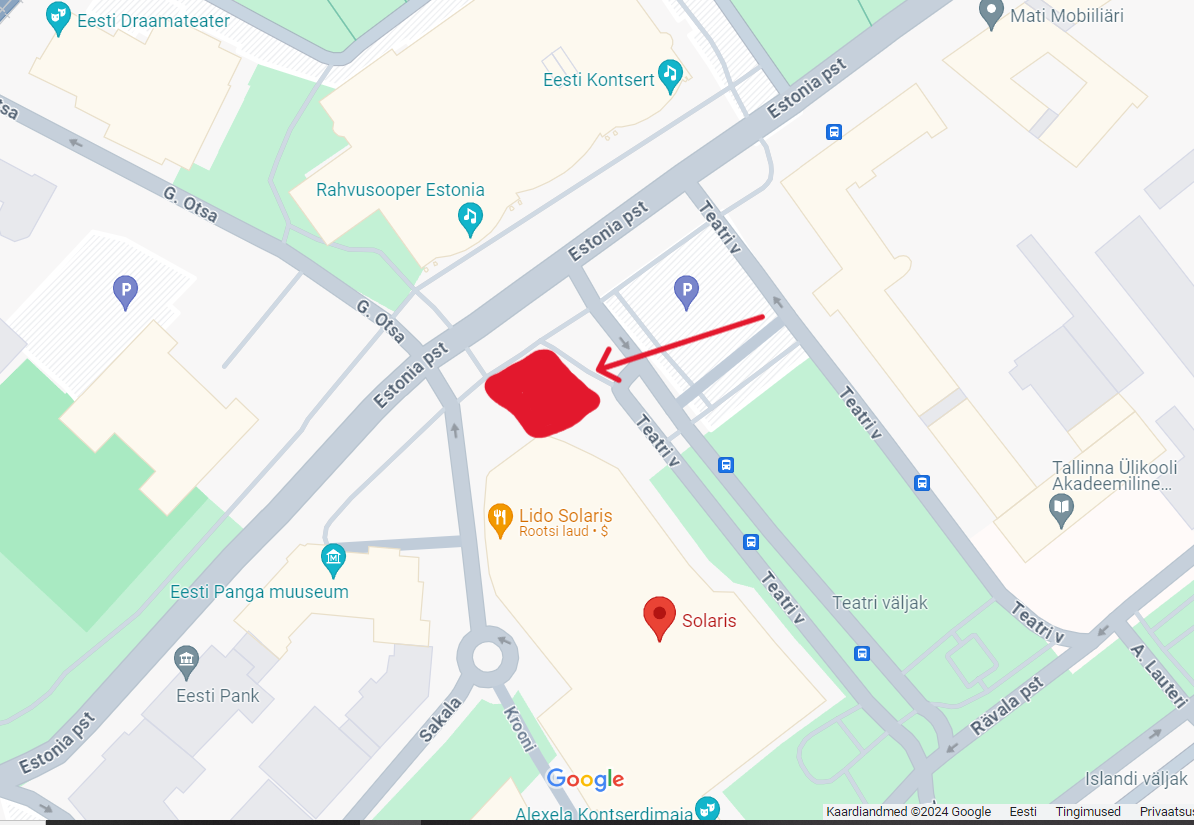 Eesti Draamateater
Mati Mobiiliäri
Eesti Kontsert
Estonia pst
tsa
G. Otsa
Rahvusooper Estonia
Estonia pst
Teatri v
P
P
G. Otsa
Estonia pst
Teatri v
Teatri v
Tallinna Ülikooli
Akadeemiline...
Lido Solaris
Rootsi laud • $
Eesti Panga muuseum
M
Teatri v
Teatri väljak
Solaris
Teatri v
A. Lauteri
Eesti Pank
Rävala pst
Sakala
Krooni
Estonia pst
Google
Islandi väljak
Alexela Kontserdimaja
Kaardiandmed ©2024 Google Eesti Tingimused Privaatsus